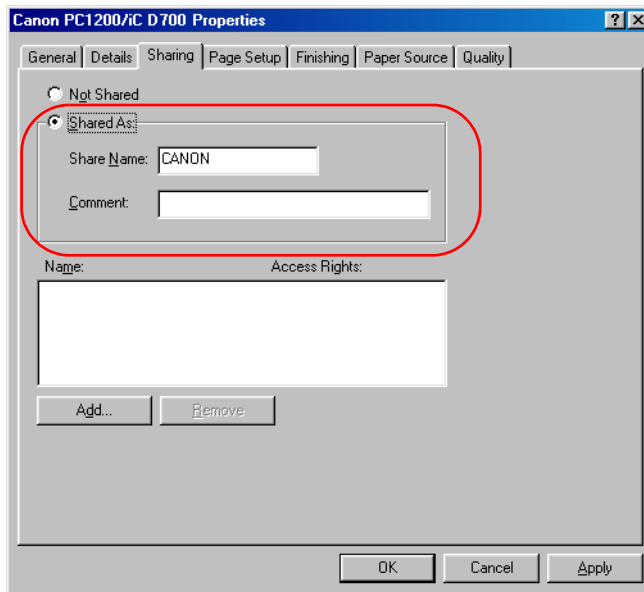 Canon PC1200/iC D700 Properties
General Details Sharing Page Setup Finishing Paper Source Quality
Not Shared
Shared As:
Share Name: CANON
Comment:
Name: Access Rights:
Add... Remove
OK Cancel Apply